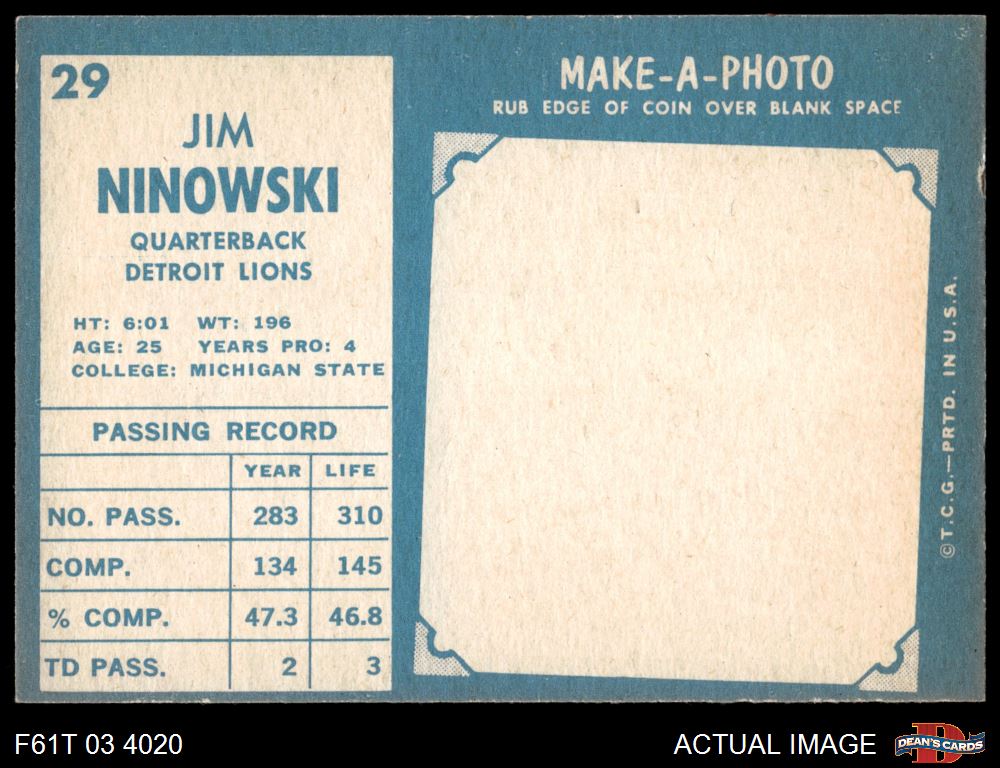 29
JIM
NINOWSKI
QUARTERBACK
DETROIT LIONS
HT: 6:01 WT: 196
AGE: 25 YEARS PRO: 4
COLLEGE: MICHIGAN STATE
PASSING RECORD
YEAR LIFE
NO. PASS. 283 310
COMP. 134 145
% COMP. 47.3 46.8
TD PASS. 2 3
MAKE-A-PHOTO
RUB EDGE OF COIN OVER BLANK SPACE
©T.C.G.—PRTD. IN U.S.A.
F61T 03 4020
ACTUAL IMAGE
D
DEAN'S CARDS